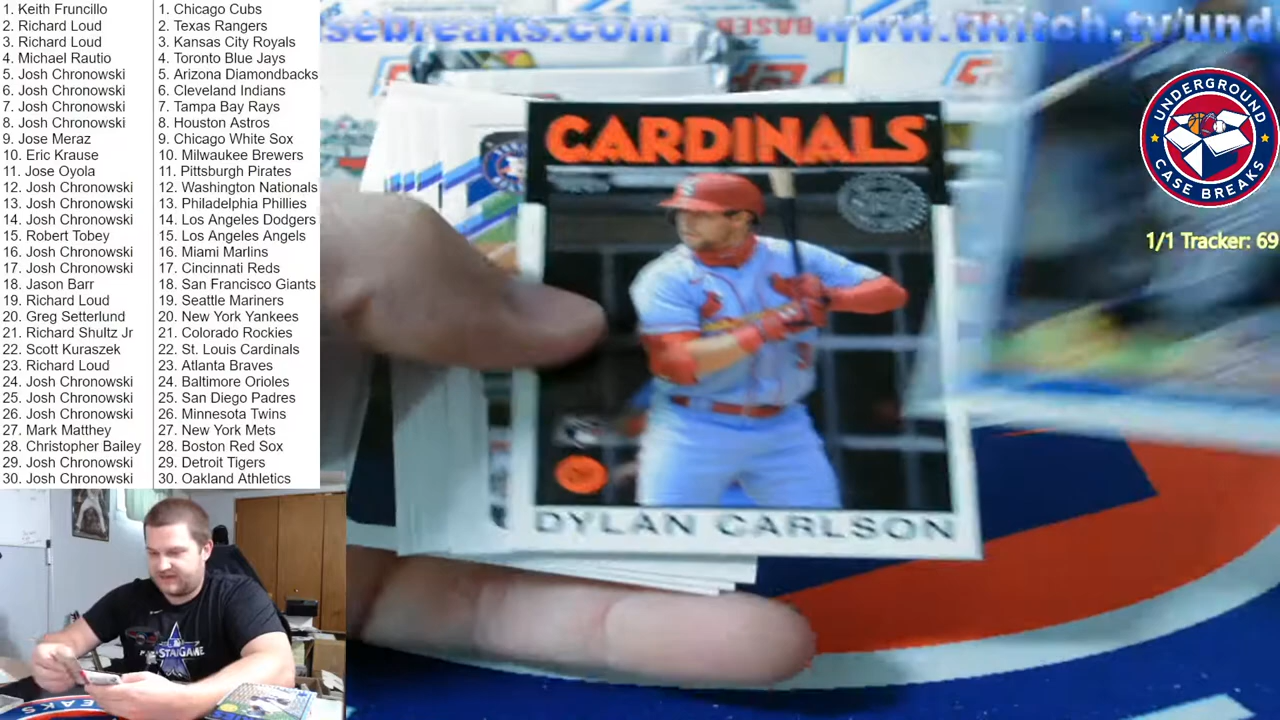 1. Keith Fruncillo
2. Richard Loud
3. Richard Loud
4. Michael Rautio
5. Josh Chronowski
6. Josh Chronowski
7. Josh Chronowski
8. Josh Chronowski
9. Jose Meraz
10. Eric Krause
11. Jose Oyola
12. Josh Chronowski
13. Josh Chronowski
14. Josh Chronowski
15. Robert Tobey
16. Josh Chronowski
17. Josh Chronowski
18. Jason Barr
19. Richard Loud
20. Greg Setterlund
21. Richard Shultz Jr
22. Scott Kuraszek
23. Richard Loud
24. Josh Chronowski
25. Josh Chronowski
26. Josh Chronowski
27. Mark Matthey
28. Christopher Bailey
29. Josh Chronowski
30. Josh Chronowski
1. Chicago Cubs
2. Texas Rangers
3. Kansas City Royals
4. Toronto Blue Jays
5. Arizona Diamondbacks
6. Cleveland Indians
7. Tampa Bay Rays
8. Houston Astros
9. Chicago White Sox
10. Milwaukee Brewers
11. Pittsburgh Pirates
12. Washington Nationals
13. Philadelphia Phillies
14. Los Angeles Dodgers
15. Los Angeles Angels
16. Miami Marlins
17. Cincinnati Reds
18. San Francisco Giants
19. Seattle Mariners
20. New York Yankees
21. Colorado Rockies
22. St. Louis Cardinals
23. Atlanta Braves
24. Baltimore Orioles
25. San Diego Padres
26. Minnesota Twins
27. New York Mets
28. Boston Red Sox
29. Detroit Tigers
30. Oakland Athletics
sebreaks.com www.twitch.tv/und
UNDERGROUND
CASE BREAKS
1/1 Tracker: 69
CARDINALS
DYLAN CARLSON